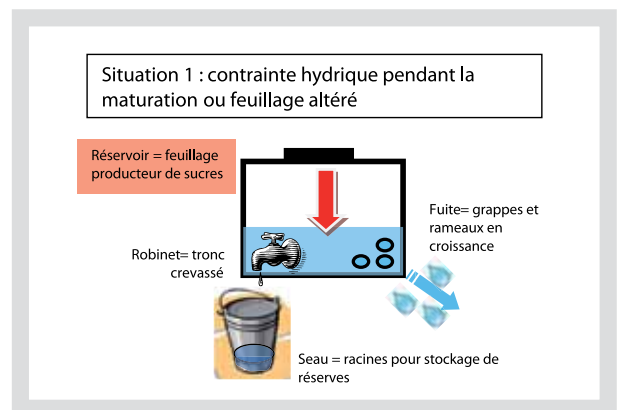 Situation 1 : contrainte hydrique pendant la
maturation ou feuillage altéré
Réservoir = feuillage
producteur de sucres
Fuite= grappes et
rameaux en
croissance
Robinet= tronc
crevassé
Seau = racines pour stockage de
réserves